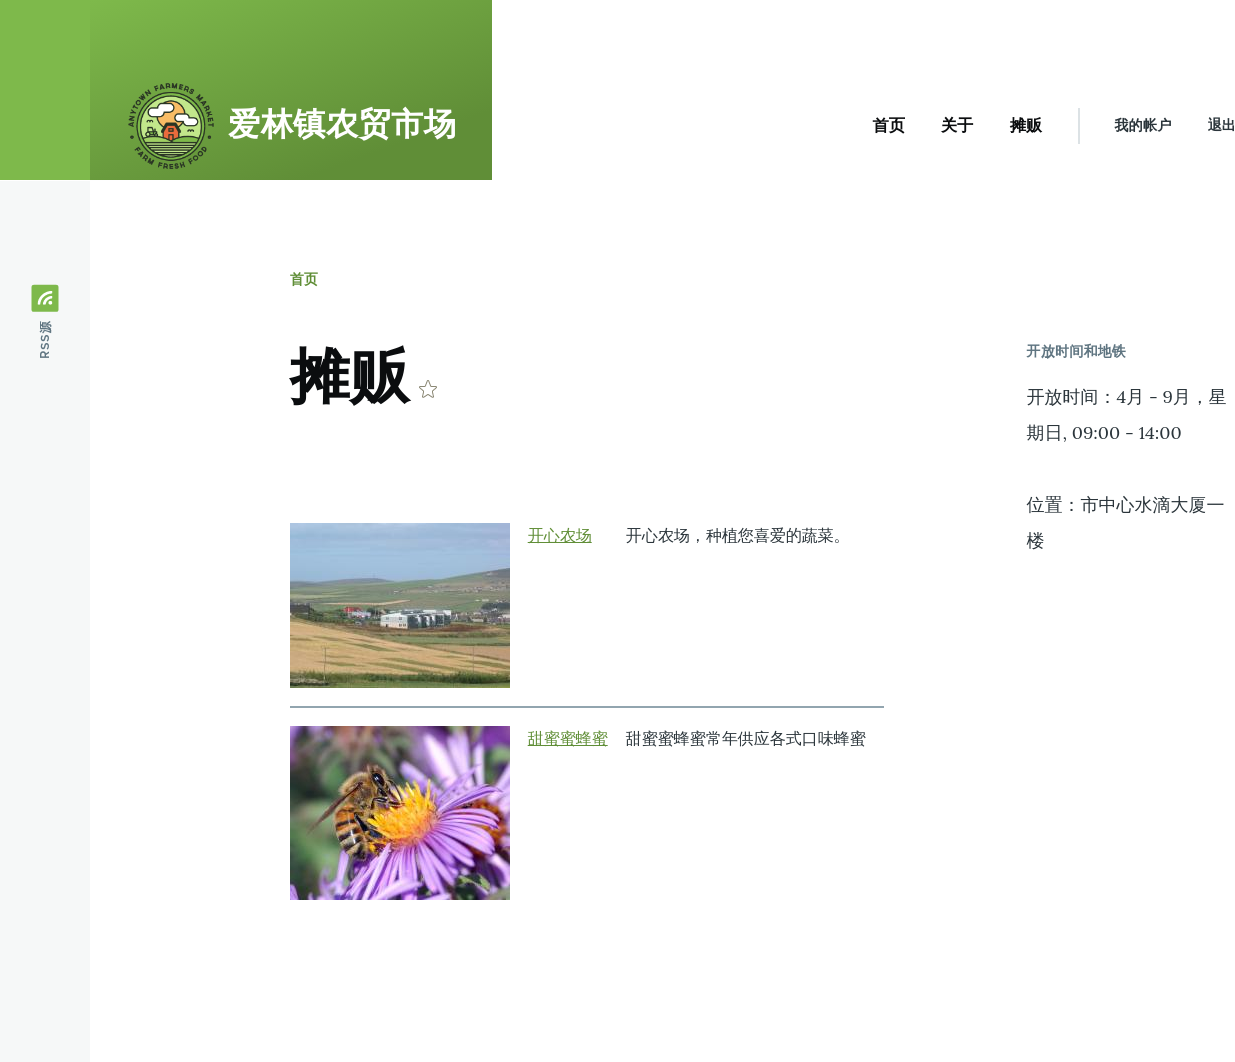 ANYTOWN FARMERS MARKET
FARM FRESH FOOD
爱林镇农贸市场
首页
关于
摊贩
我的帐户
退出
RSS源
首页
摊贩
开心农场
开心农场，种植您喜爱的蔬菜。
甜蜜蜜蜂蜜
甜蜜蜜蜂蜜常年供应各式口味蜂蜜
开放时间和地铁
开放时间：4月 - 9月，星
期日, 09:00 - 14:00
位置：市中心水滴大厦一
楼